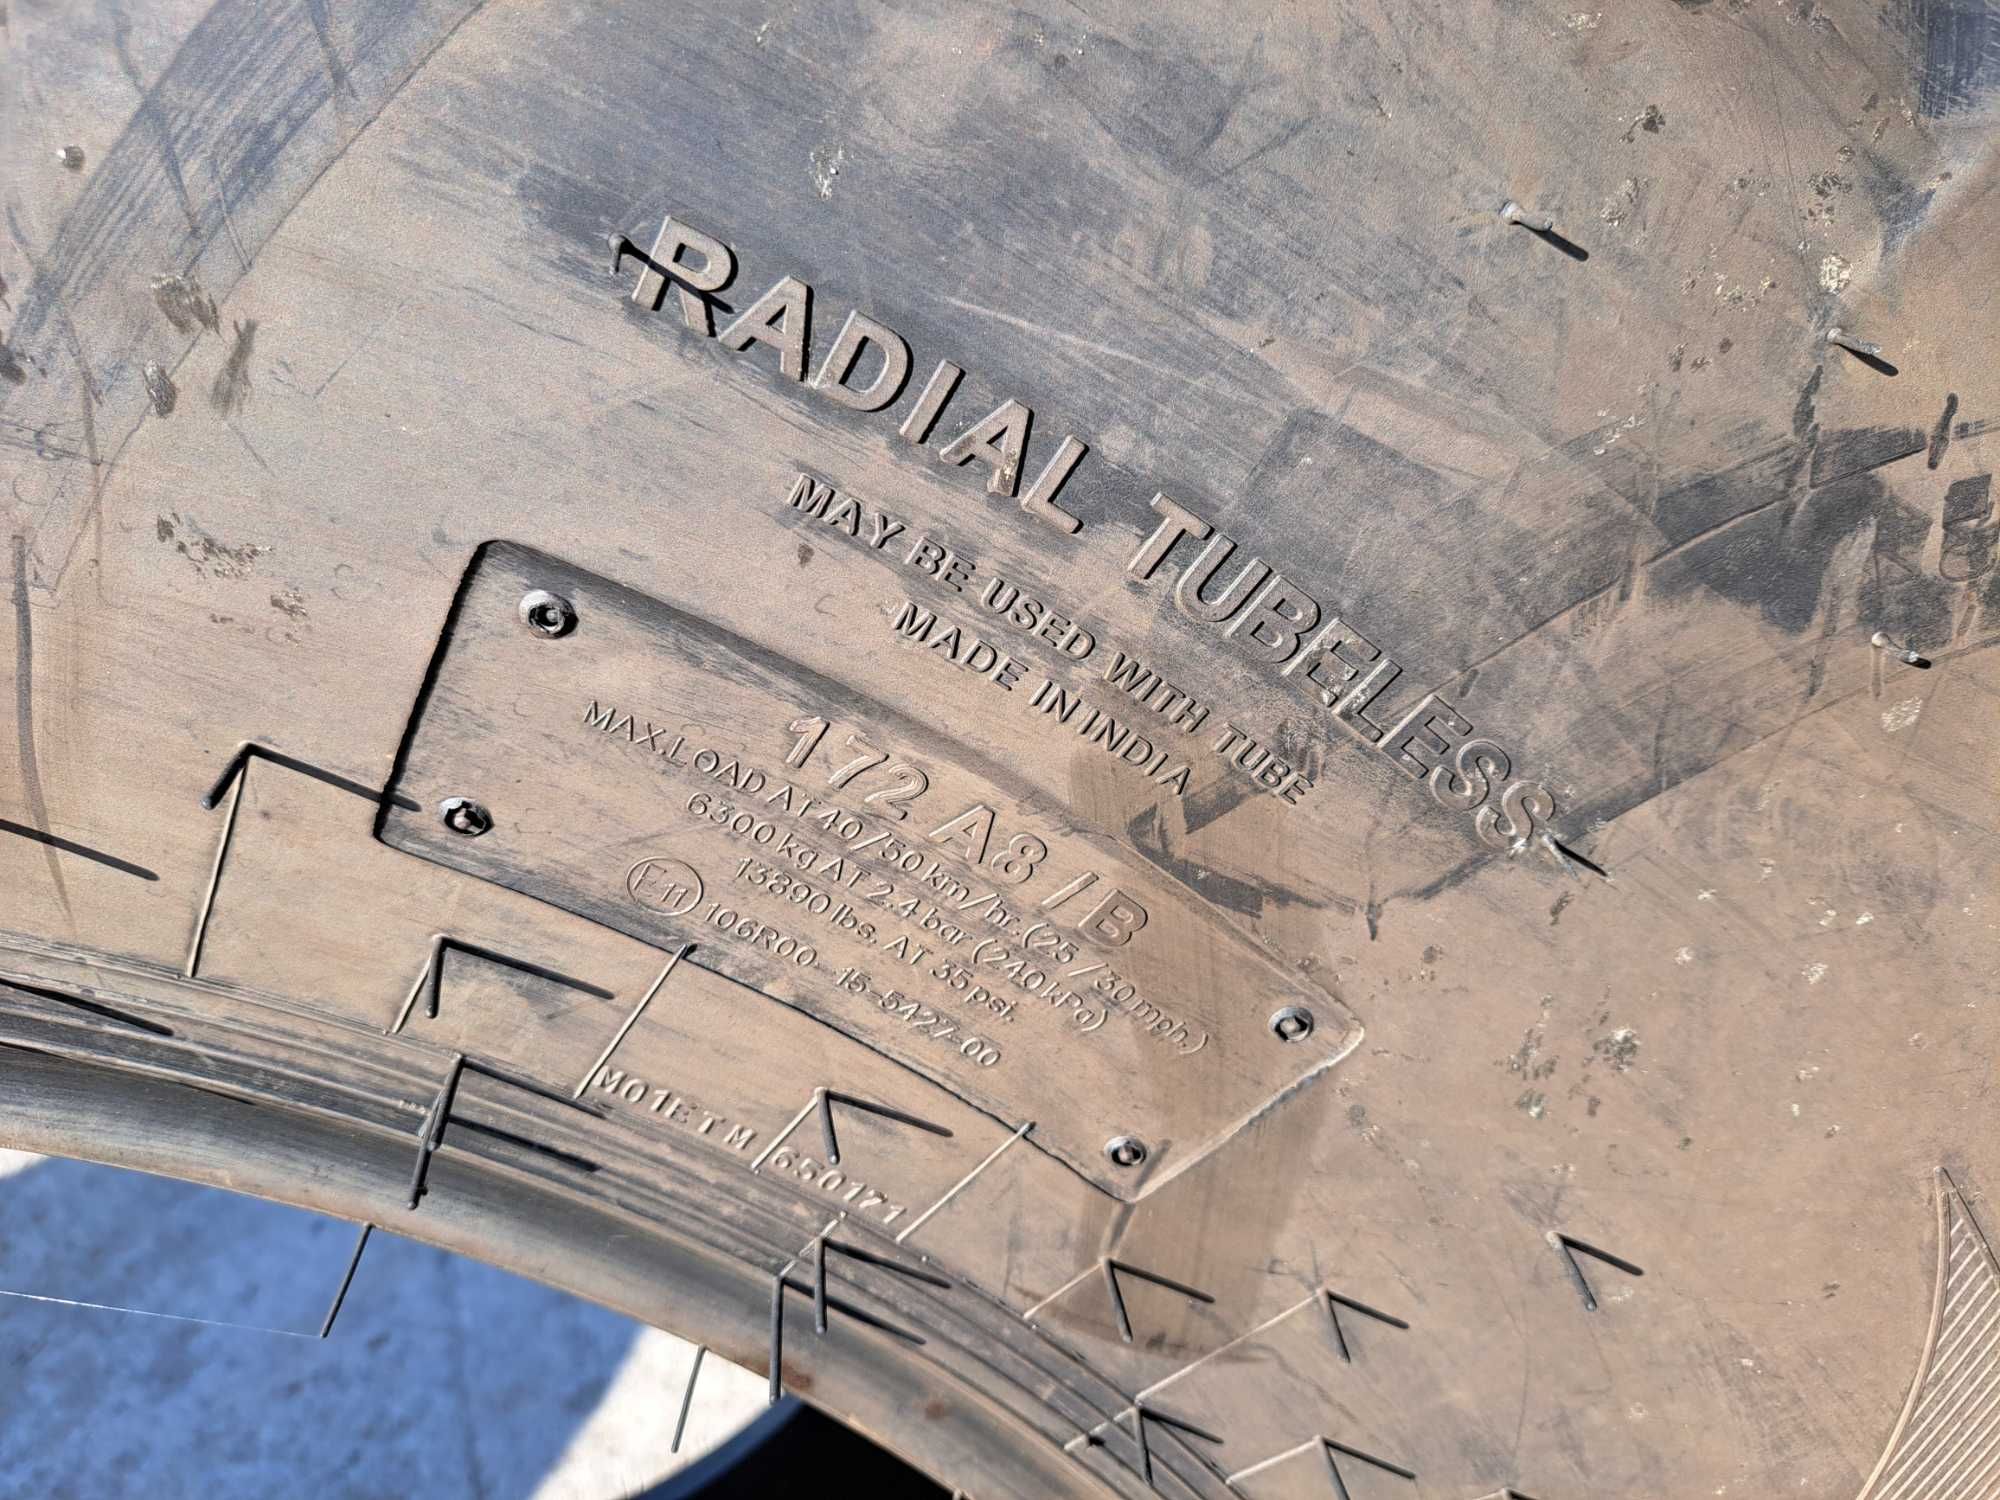 RADIAL TUBELESS
MAY BE USED WITH TUBE
MADE IN INDIA
172 A8 / B
MAX.LOAD AT 40/50 km/hr. (25/30 mph.)
6300 kg AT 2.4 bar (240 kPa)
13890 lbs. AT 35 psi.
E11 106R00-15-5427-00
M01ETM 650171